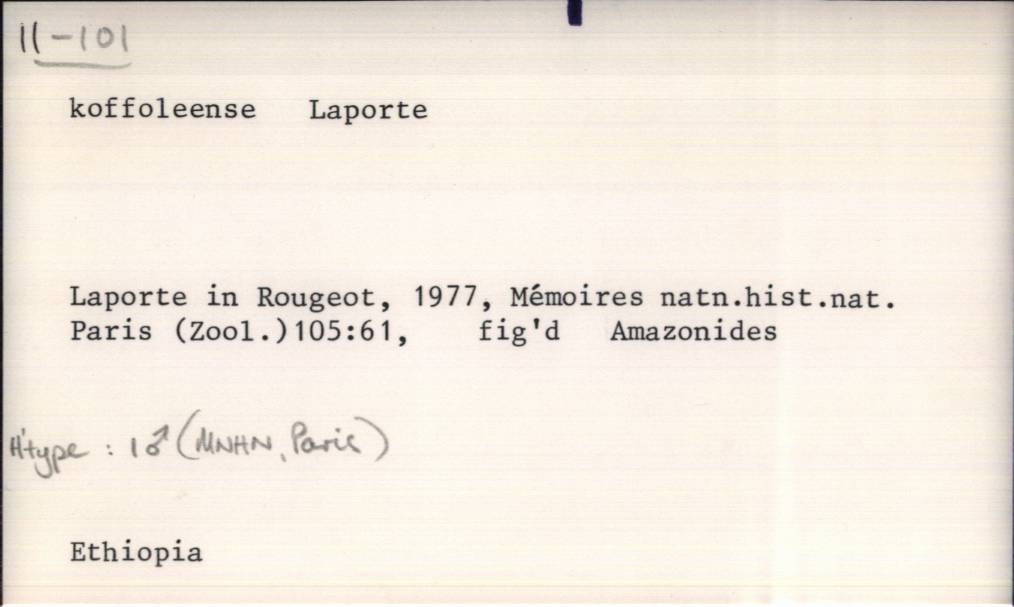 11-101
koffoleense Laporte
Laporte in Rougeot, 1977, Mémoires natn.hist.nat.
Paris (Zool.)105:61, fig'd Amazonides
H'type : 1♂ (MNHN, Paris)
Ethiopia